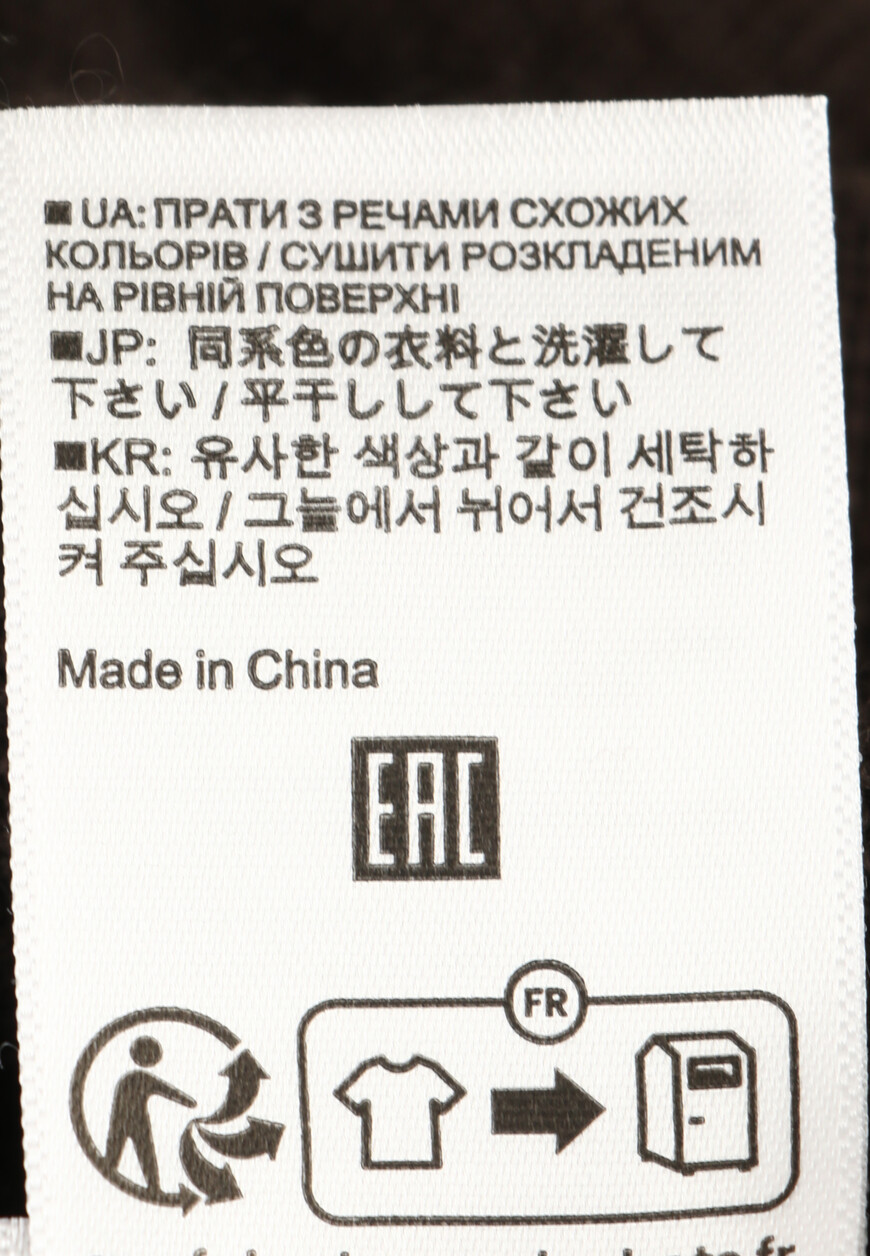 ■ UA: ПРАТИ З РЕЧАМИ СХОЖИХ
КОЛЬОРІВ / СУШИТИ РОЗКЛАДЕНИМ
НА РІВНІЙ ПОВЕРХНІ
■JP: 同系色の衣料と洗濯して
下さい / 平干しして下さい
■KR: 유사한 색상과 같이 세탁하
십시오 / 그늘에서 뉘어서 건조시
켜 주십시오
Made in China
EAC
FR